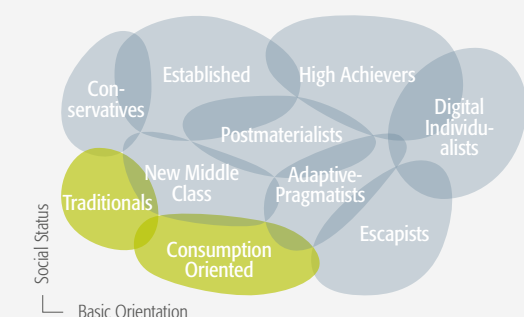 Established
High Achievers
Con-
servatives
Digital
Individu-
alists
Postmaterialists
New Middle
Class
Adaptive-
Pragmatists
Traditionals
Escapists
Consumption
Oriented
Social Status
Basic Orientation